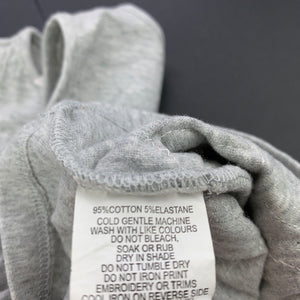 95%COTTON 5%ELASTANE
COLD GENTLE MACHINE
WASH WITH LIKE COLOURS
DO NOT BLEACH,
SOAK OR RUB
DRY IN SHADE
DO NOT TUMBLE DRY
DO NOT IRON PRINT
EMBROIDERY OR TRIMS
COOL IRON ON REVERSE SIDE